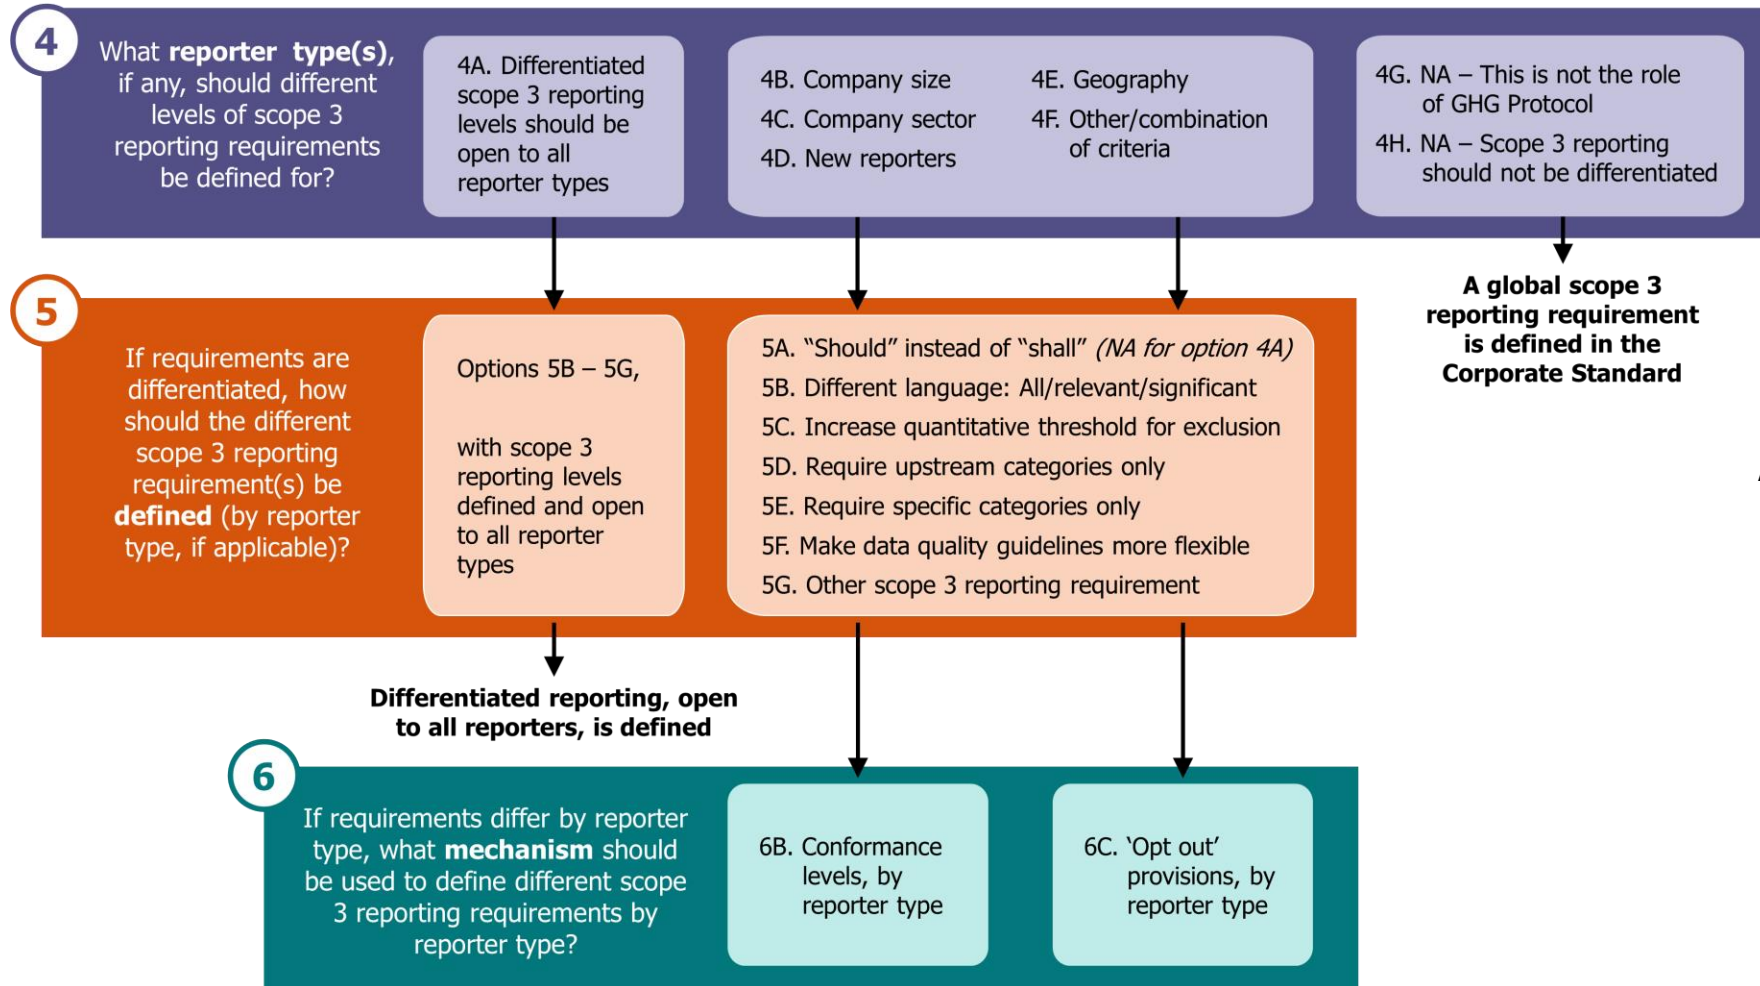 4
What reporter type(s),
if any, should different
levels of scope 3
reporting requirements
be defined for?
4A. Differentiated
scope 3 reporting
levels should be
open to all
reporter types
4B. Company size
4C. Company sector
4D. New reporters
4E. Geography
4F. Other/combination
of criteria
4G. NA – This is not the role
of GHG Protocol
4H. NA – Scope 3 reporting
should not be differentiated
A global scope 3
reporting requirement
is defined in the
Corporate Standard
5
If requirements are
differentiated, how
should the different
scope 3 reporting
requirement(s) be
defined (by reporter
type, if applicable)?
Options 5B – 5G,
with scope 3
reporting levels
defined and open
to all reporter
types
5A. “Should” instead of “shall” (NA for option 4A)
5B. Different language: All/relevant/significant
5C. Increase quantitative threshold for exclusion
5D. Require upstream categories only
5E. Require specific categories only
5F. Make data quality guidelines more flexible
5G. Other scope 3 reporting requirement
Differentiated reporting, open
to all reporters, is defined
6
If requirements differ by reporter
type, what mechanism should
be used to define different scope
3 reporting requirements by
reporter type?
6B. Conformance
levels, by
reporter type
6C. ‘Opt out’
provisions, by
reporter type